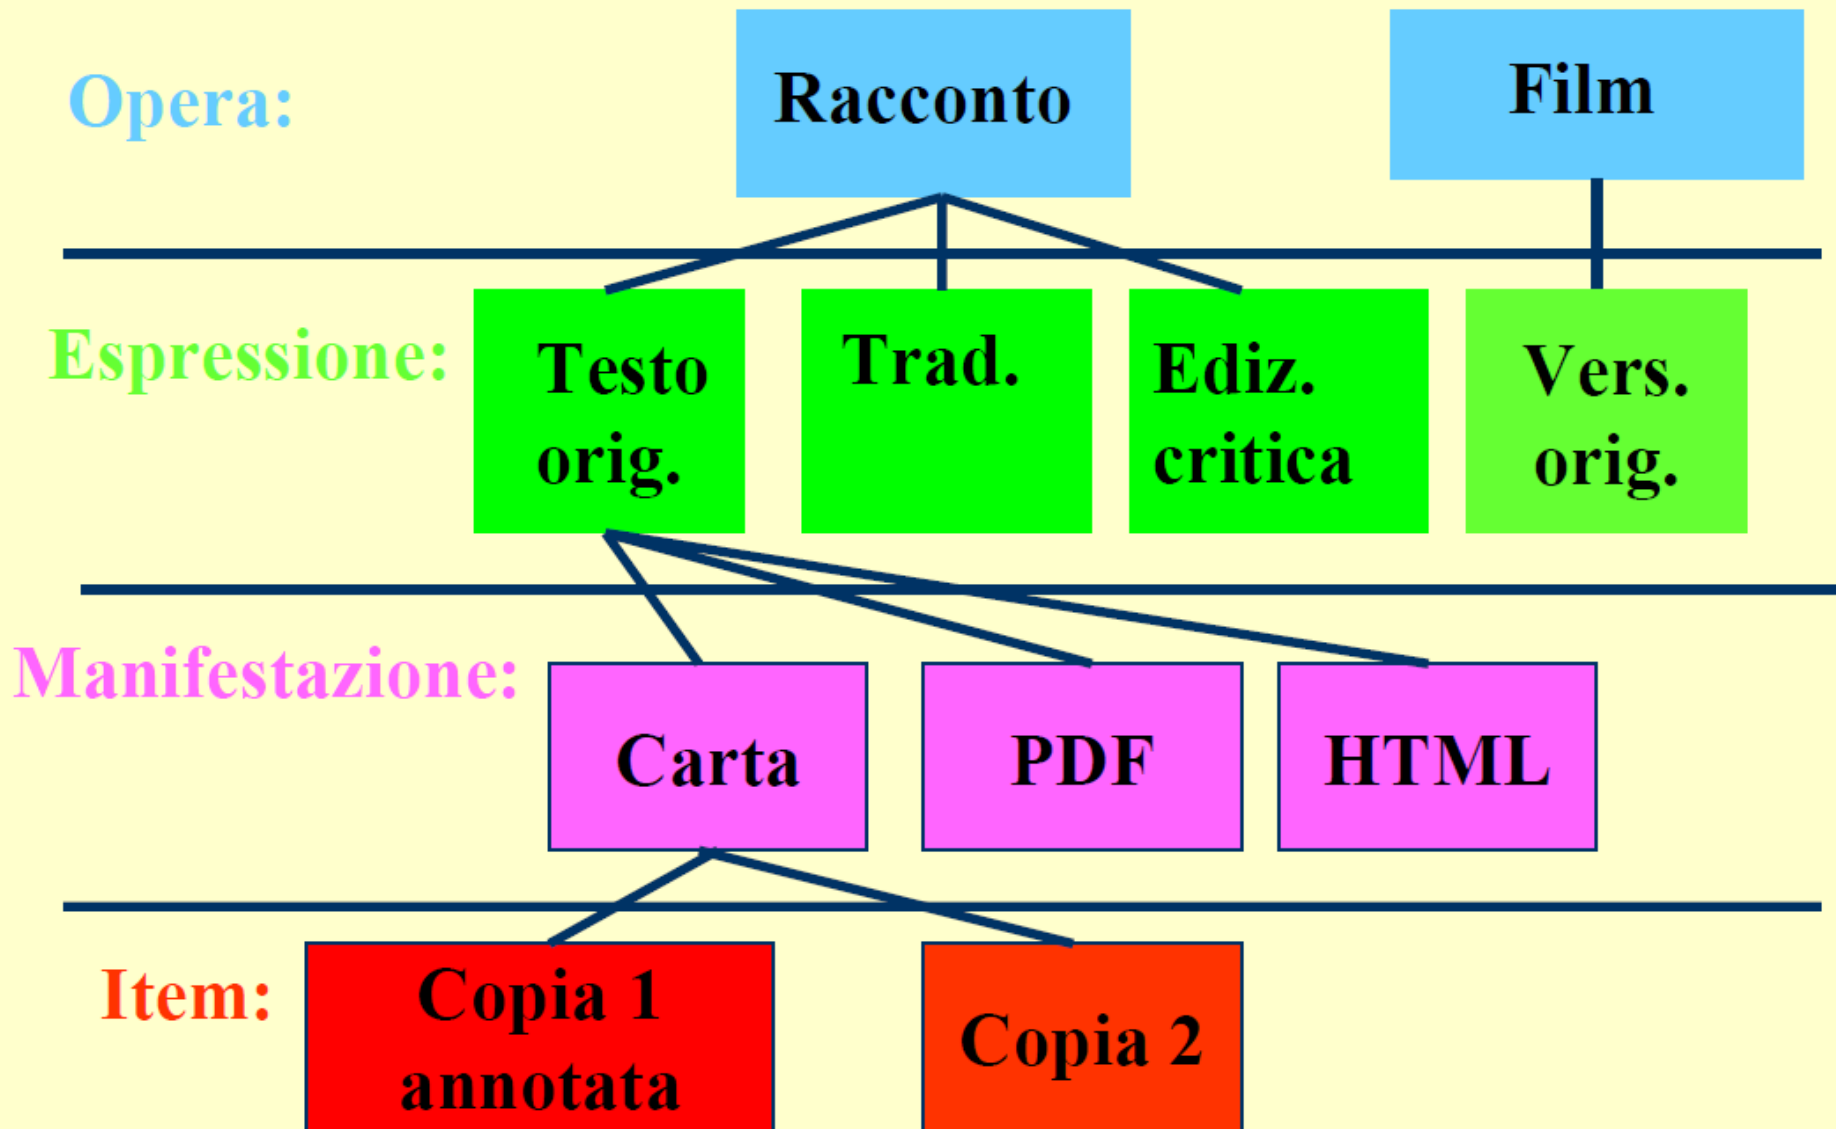 Opera:
Racconto
Film
Espressione:
Testo
orig.
Trad.
Ediz.
critica
Vers.
orig.
Manifestazione:
Carta
PDF
HTML
Item:
Copia 1
annotata
Copia 2